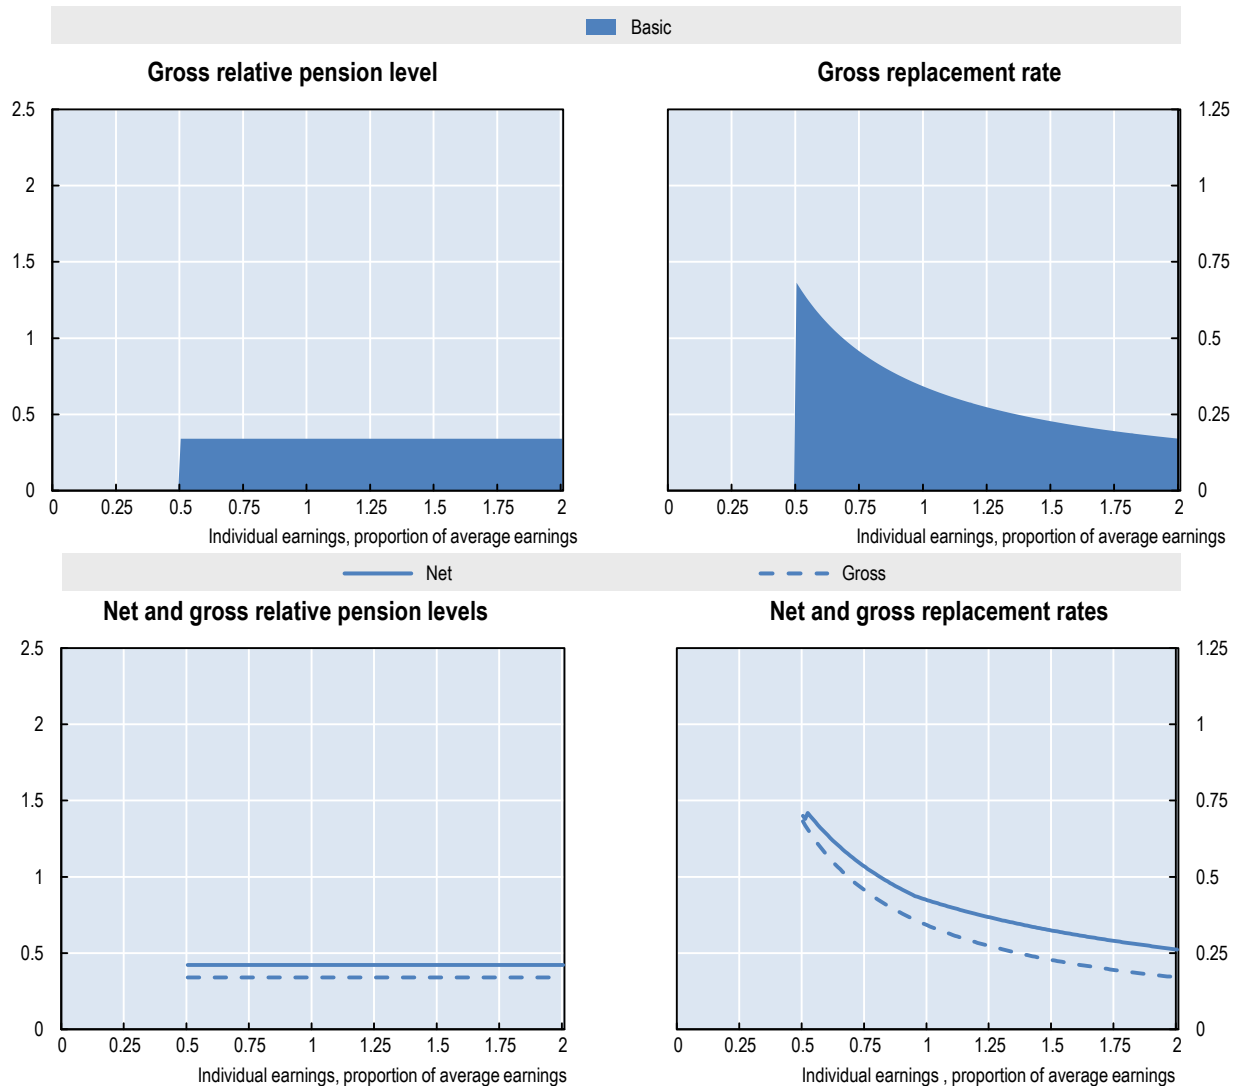 Basic
Gross relative pension level
Gross replacement rate
2.5
2
1.5
1
0.5
0
0 0.25 0.5 0.75 1 1.25 1.5 1.75 2
Individual earnings, proportion of average earnings
1.25
1
0.75
0.5
0.25
0
0 0.25 0.5 0.75 1 1.25 1.5 1.75 2
Individual earnings, proportion of average earnings
Net Gross
Net and gross relative pension levels
Net and gross replacement rates
2.5
2
1.5
1
0.5
0
0 0.25 0.5 0.75 1 1.25 1.5 1.75 2
Individual earnings, proportion of average earnings
1.25
1
0.75
0.5
0.25
0
0 0.25 0.5 0.75 1 1.25 1.5 1.75 2
Individual earnings , proportion of average earnings